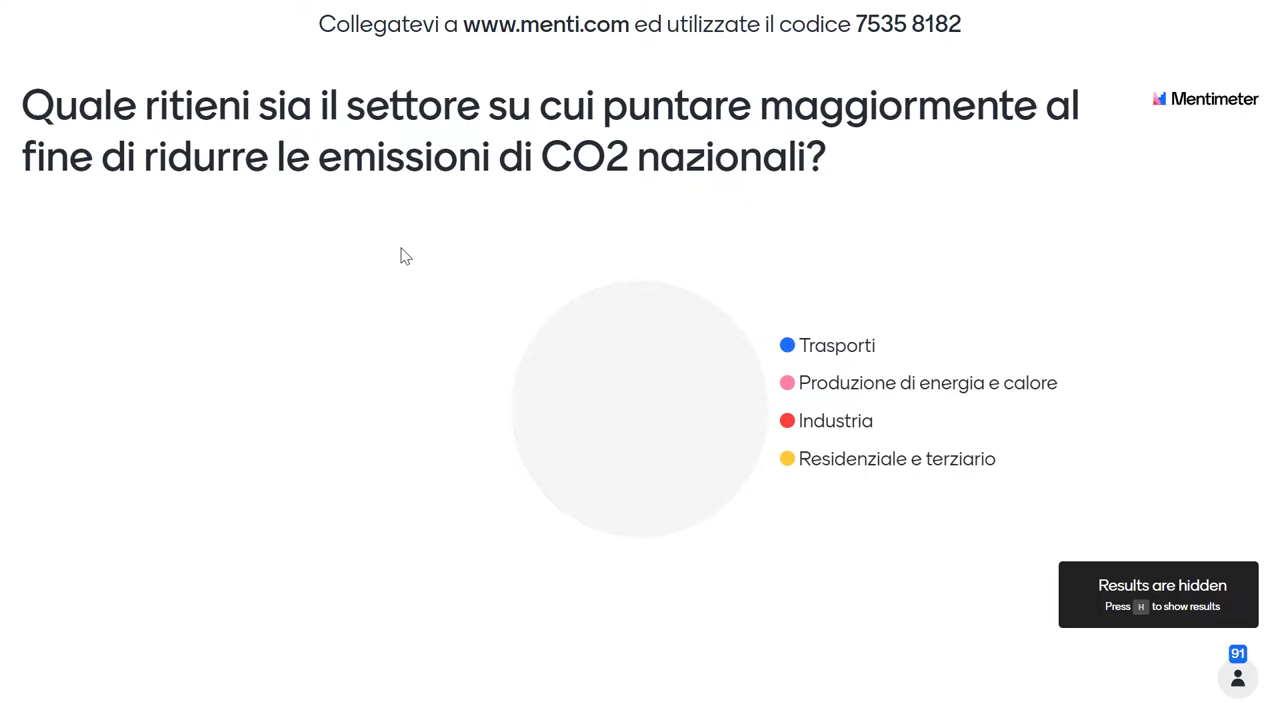 Collegatevi a www.menti.com ed utilizzate il codice 7535 8182
Quale ritieni sia il settore su cui puntare maggiormente al
fine di ridurre le emissioni di CO2 nazionali?
Mentimeter
Trasporti
Produzione di energia e calore
Industria
Residenziale e terziario
Results are hidden
Press H to show results
91